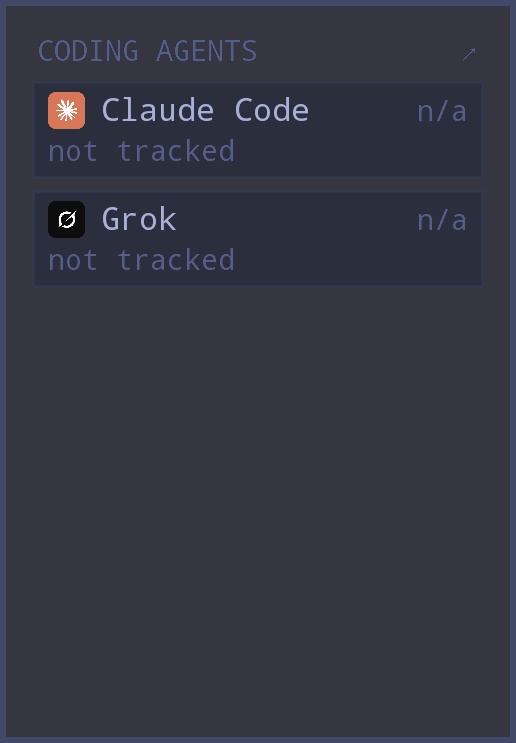 CODING AGENTS ↗
Claude Code n/a
not tracked
Grok n/a
not tracked